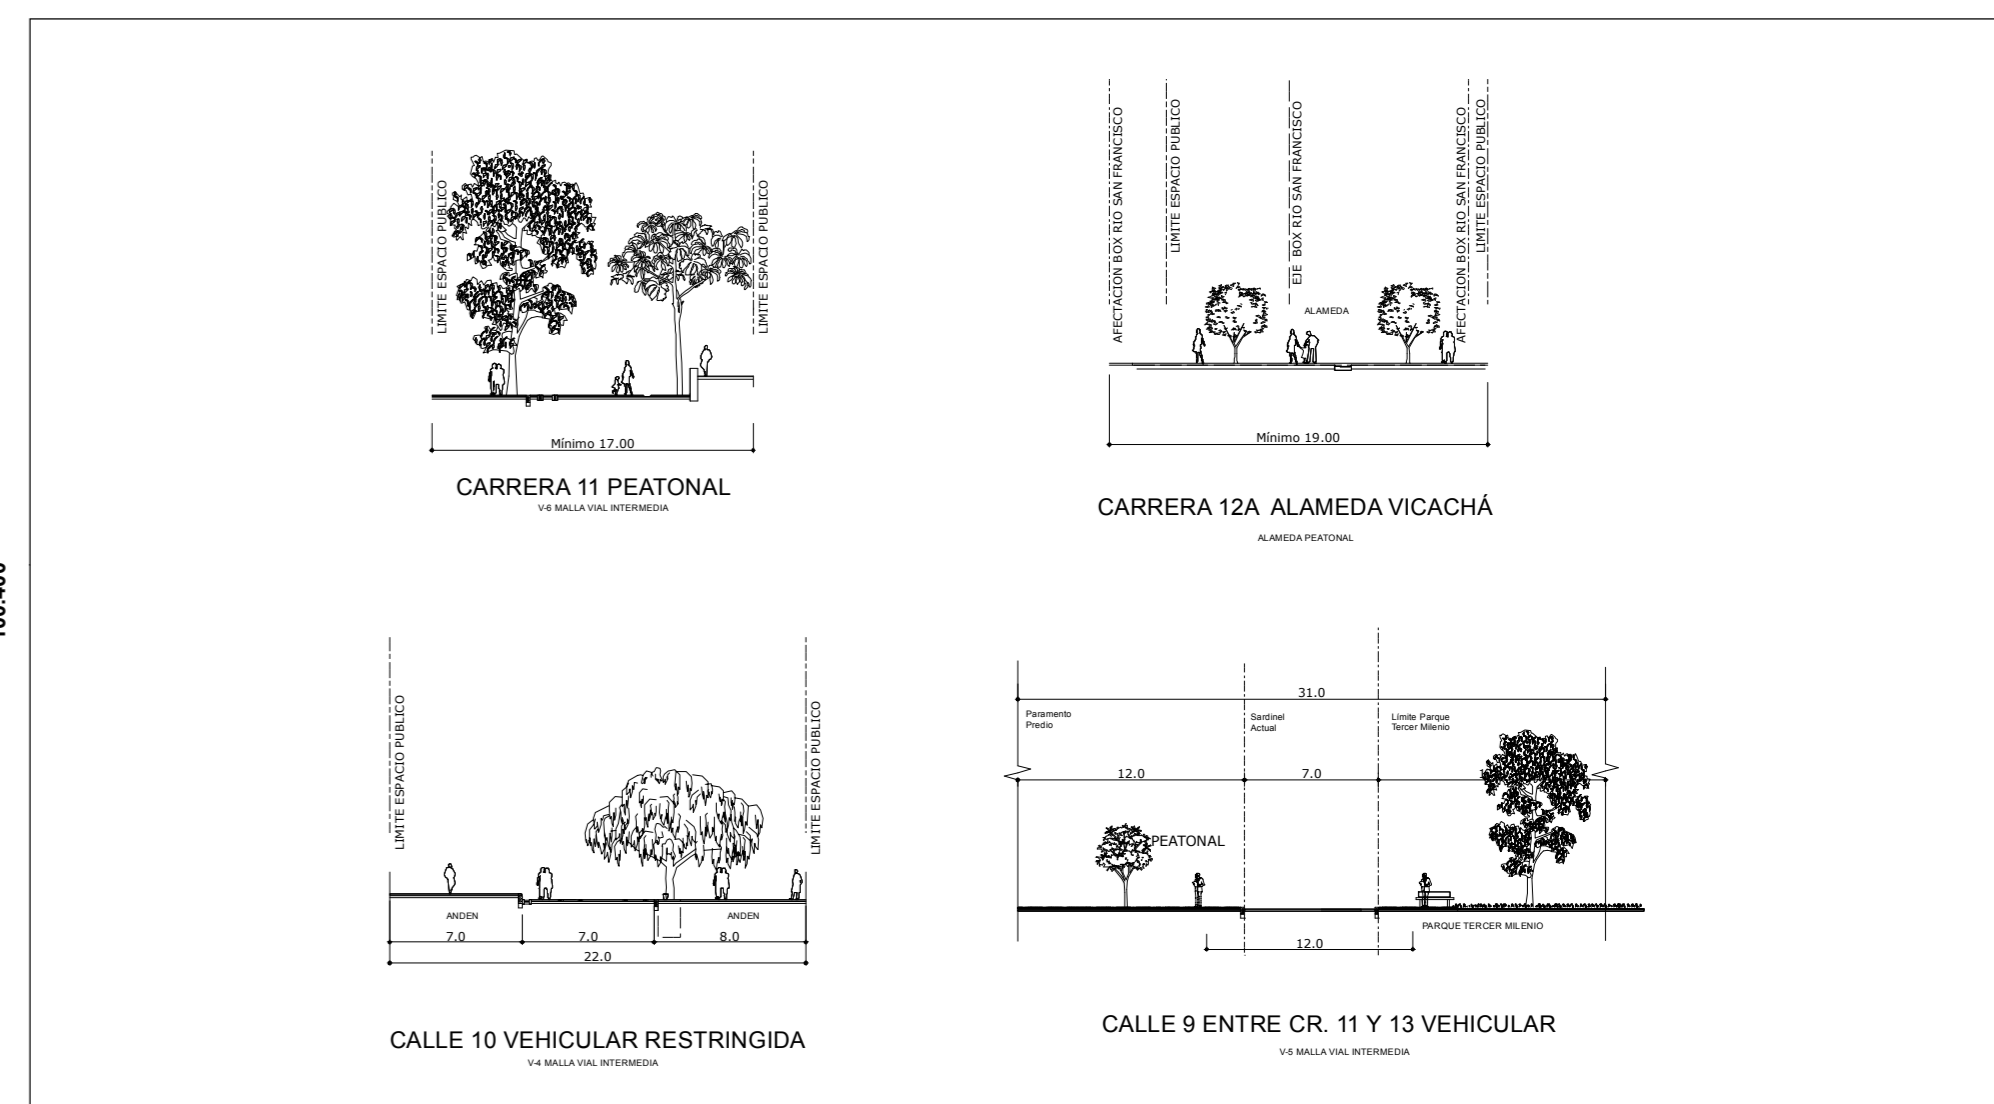 LIMITE ESPACIO PUBLICO
LIMITE ESPACIO PUBLICO
Mínimo 17.00
CARRERA 11 PEATONAL
V-6 MALLA VIAL INTERMEDIA
AFECTACION BOX RIO SAN FRANCISCO
LIMITE ESPACIO PUBLICO
EJE BOX RIO SAN FRANCISCO
AFECTACION BOX RIO SAN FRANCISCO
LIMITE ESPACIO PUBLICO
ALAMEDA
Mínimo 19.00
CARRERA 12A ALAMEDA VICACHÁ
ALAMEDA PEATONAL
LIMITE ESPACIO PUBLICO
LIMITE ESPACIO PUBLICO
ANDEN
ANDEN
7.0
7.0
8.0
22.0
CALLE 10 VEHICULAR RESTRINGIDA
V-4 MALLA VIAL INTERMEDIA
31.0
Paramento
Predio
Sardinel
Actual
Límite Parque
Tercer Milenio
12.0
7.0
PEATONAL
PARQUE TERCER MILENIO
12.0
CALLE 9 ENTRE CR. 11 Y 13 VEHICULAR
V-5 MALLA VIAL INTERMEDIA